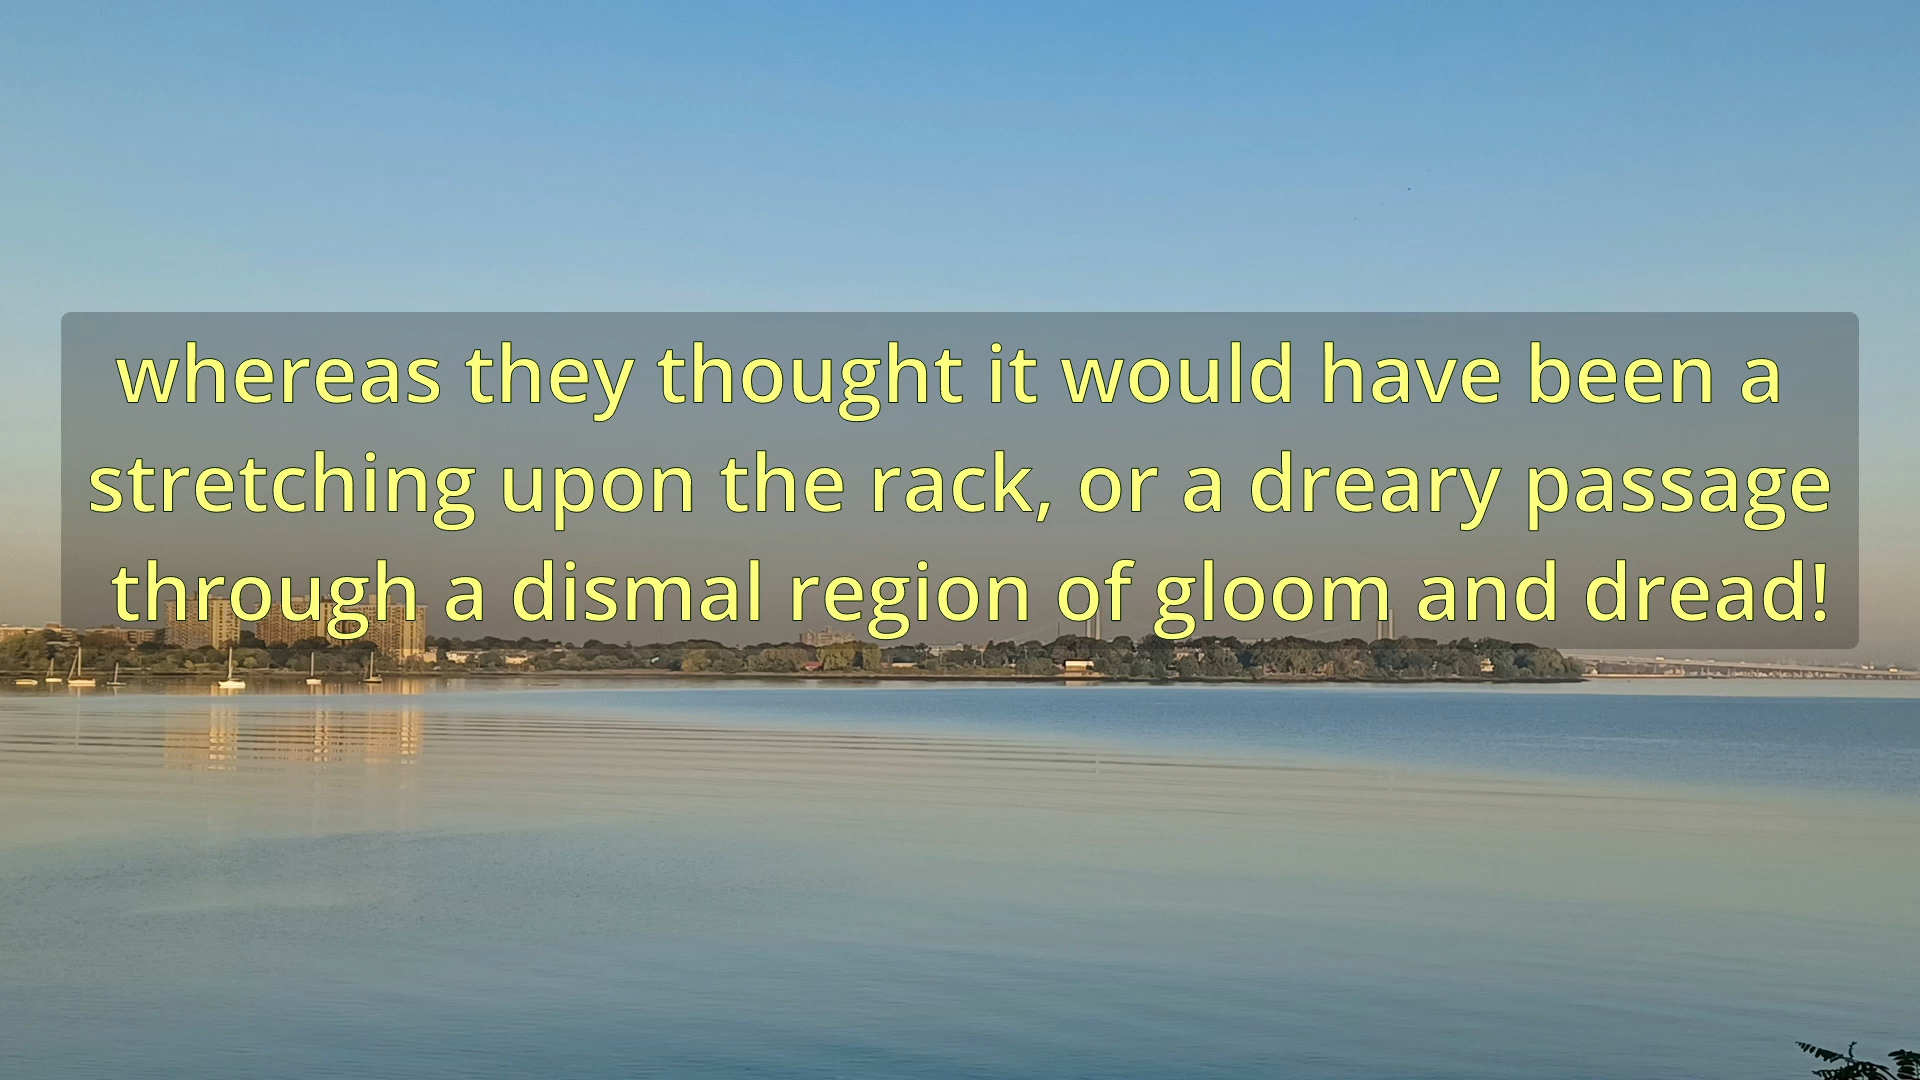 whereas they thought it would have been a
stretching upon the rack, or a dreary passage
through a dismal region of gloom and dread!